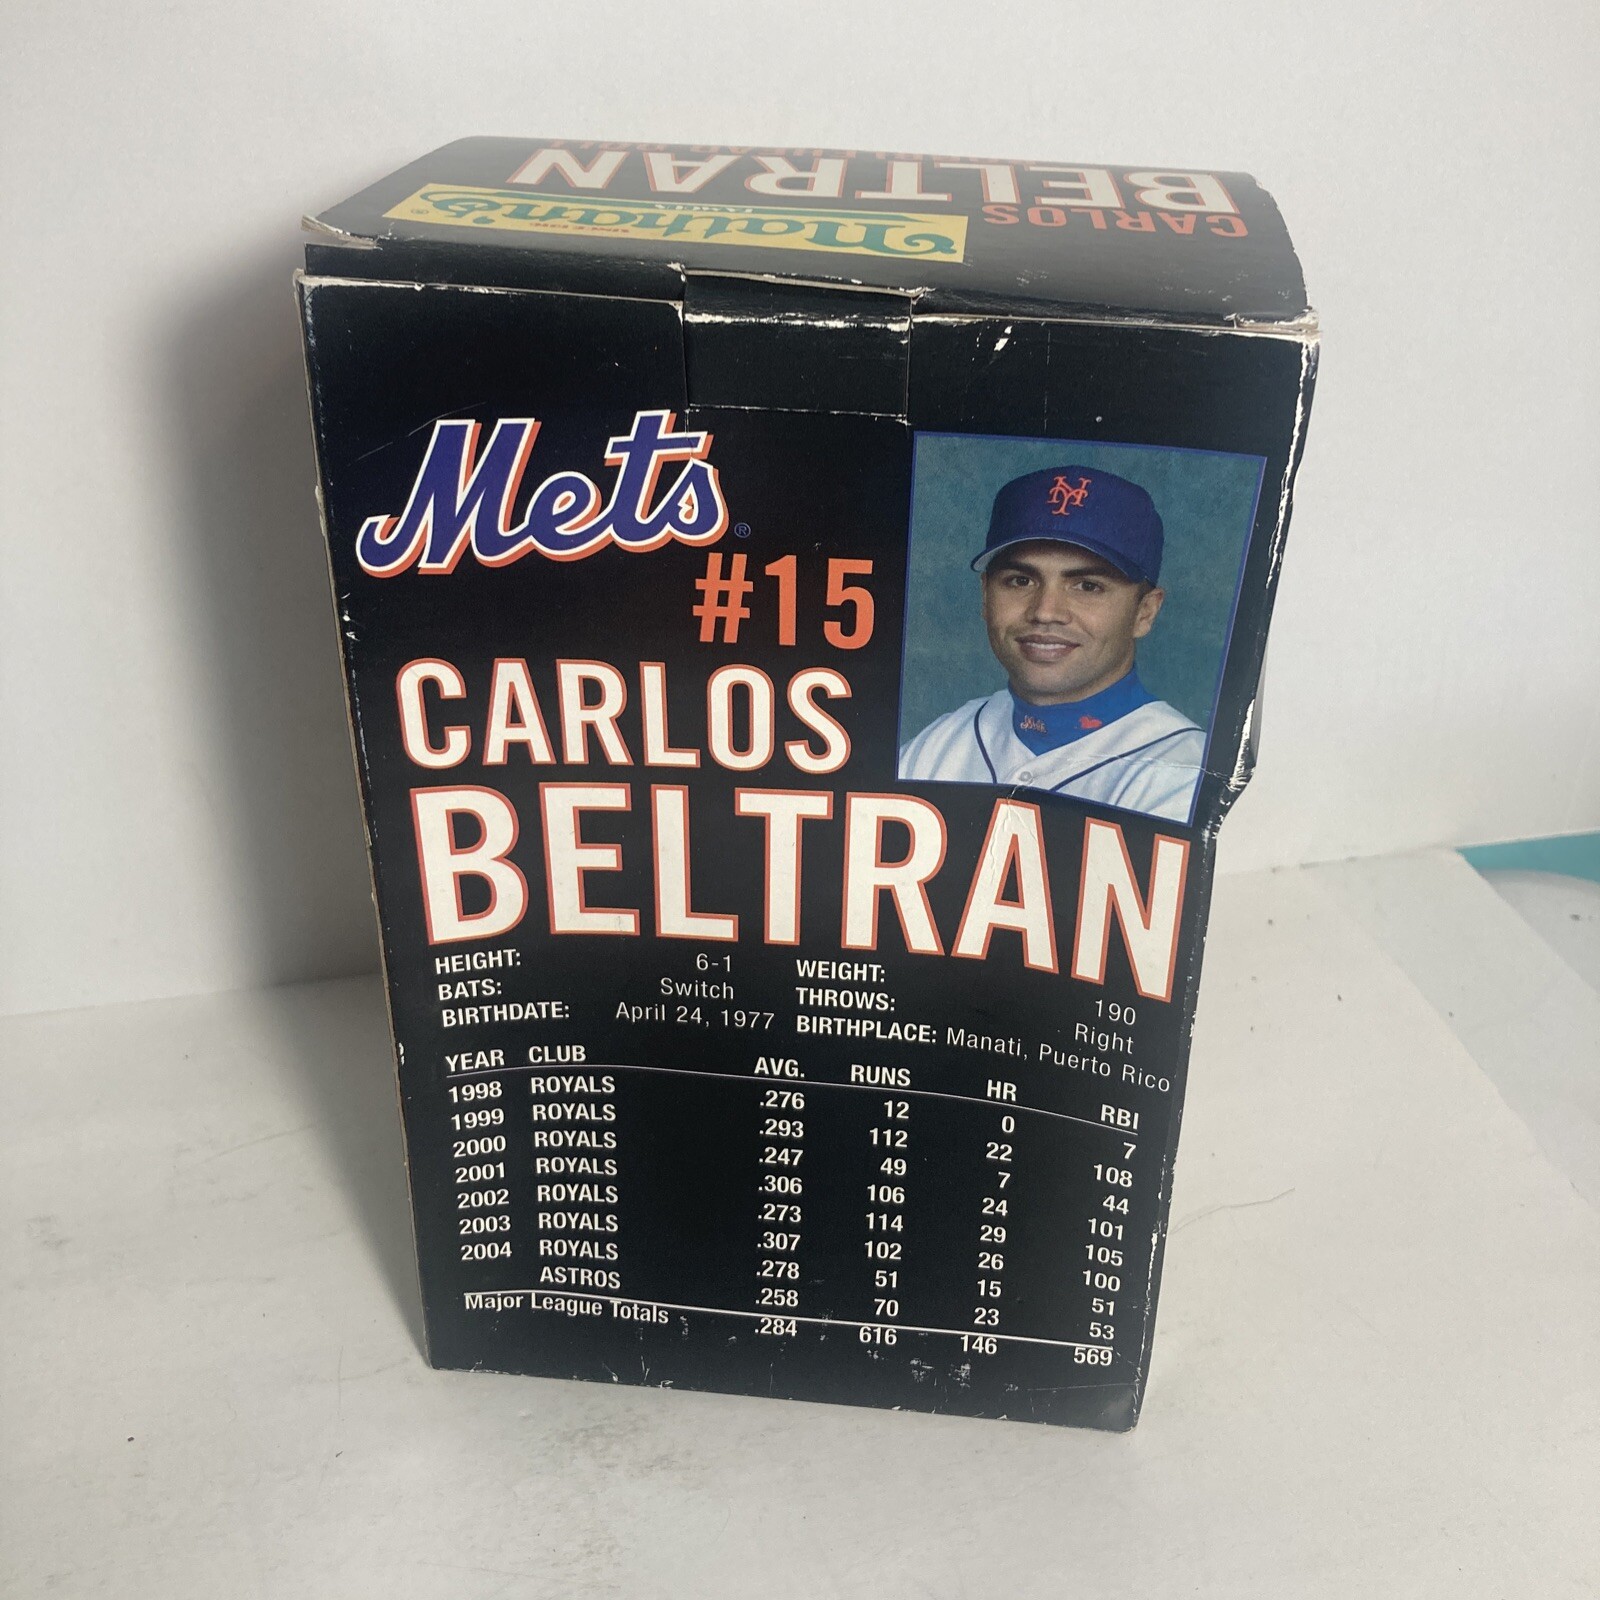 CARLOS
BELTRAN
BOBBLEHEAD DOLL
Nathan's®
FAMOUS
Mets®
#15
CARLOS
BELTRAN
HEIGHT: 6-1 WEIGHT: 190
BATS: Switch THROWS: Right
BIRTHDATE: April 24, 1977 BIRTHPLACE: Manati, Puerto Rico
YEAR CLUB AVG. RUNS HR RBI
1998 ROYALS .276 12 0 7
1999 ROYALS .293 112 22 108
2000 ROYALS .247 49 7 44
2001 ROYALS .306 106 24 101
2002 ROYALS .273 114 29 105
2003 ROYALS .307 102 26 100
2004 ROYALS .278 51 15 51
ASTROS .258 70 23 53
Major League Totals .284 616 146 569